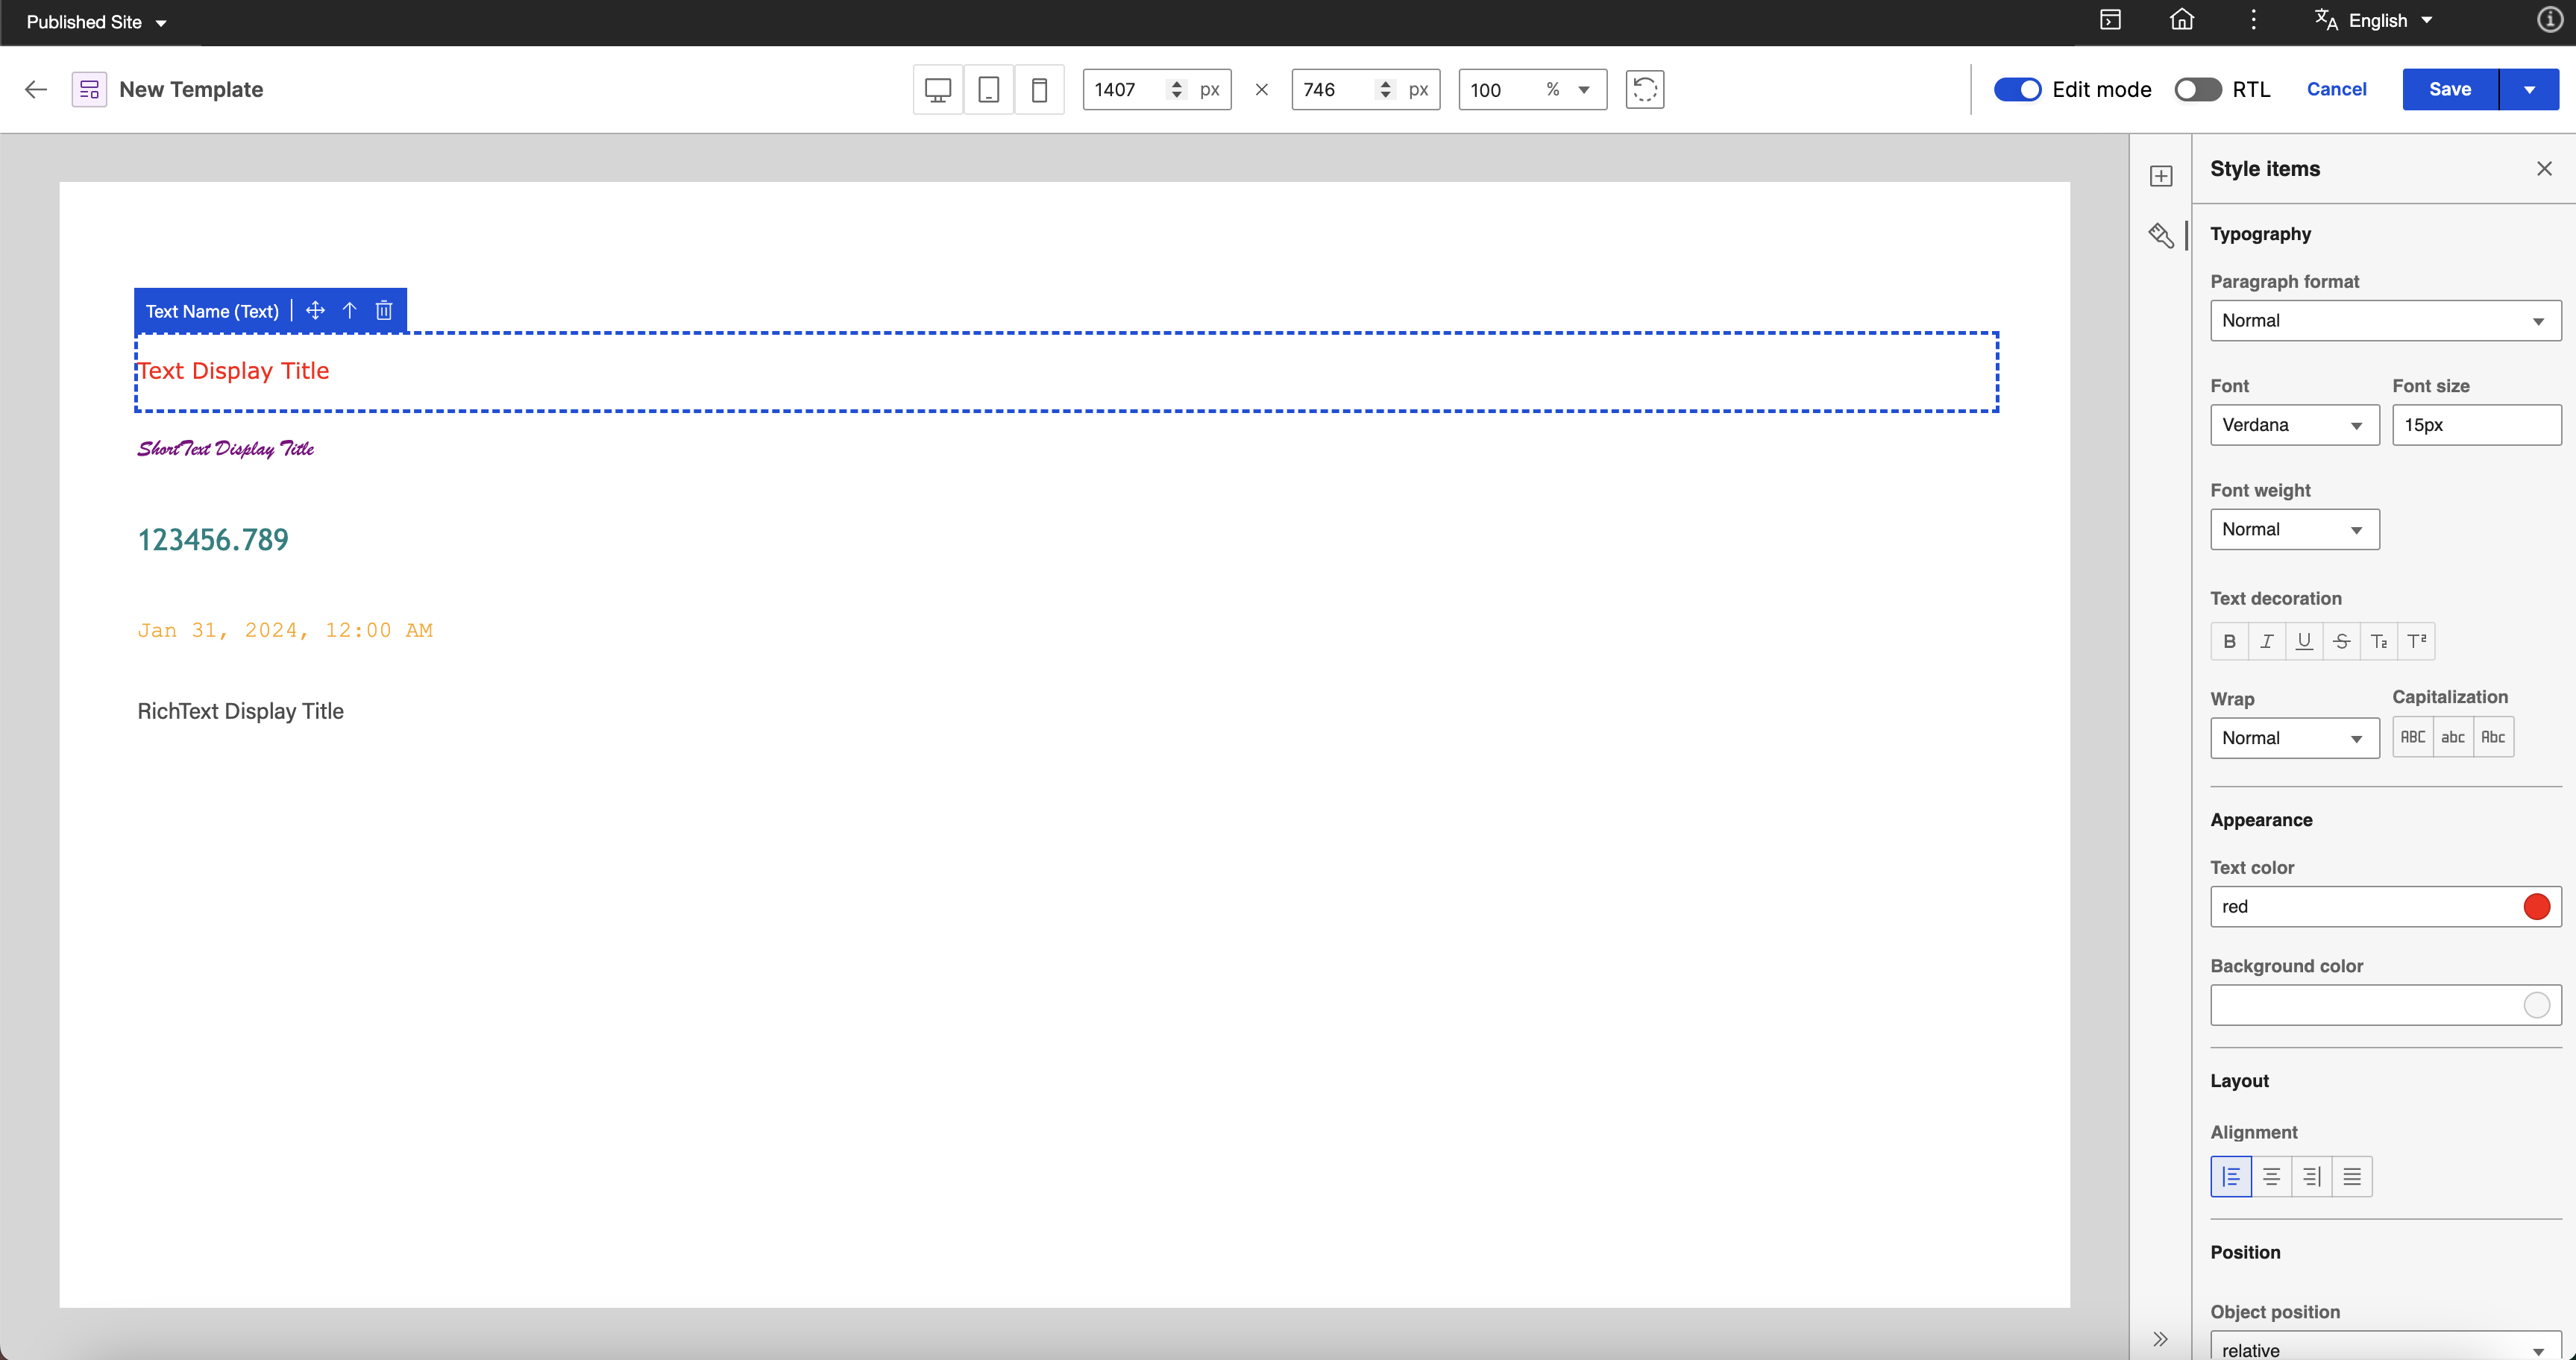 Published Site
English
New Template
1407 px × 746 px 100 %
Edit mode RTL Cancel Save
Style items
Typography
Paragraph format
Normal
Font Font size
Verdana 15px
Font weight
Normal
Text decoration
B I U S T2 T2
Wrap Capitalization
Normal ABC abc Abc
Appearance
Text color
red
Background color
Layout
Alignment
Position
Object position
relative
Text Name (Text)
Text Display Title
ShortText Display Title
123456.789
Jan 31, 2024, 12:00 AM
RichText Display Title